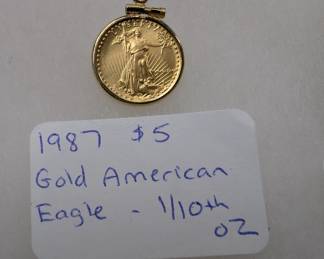 1987 $5
Gold American
Eagle - 1/10th
oz